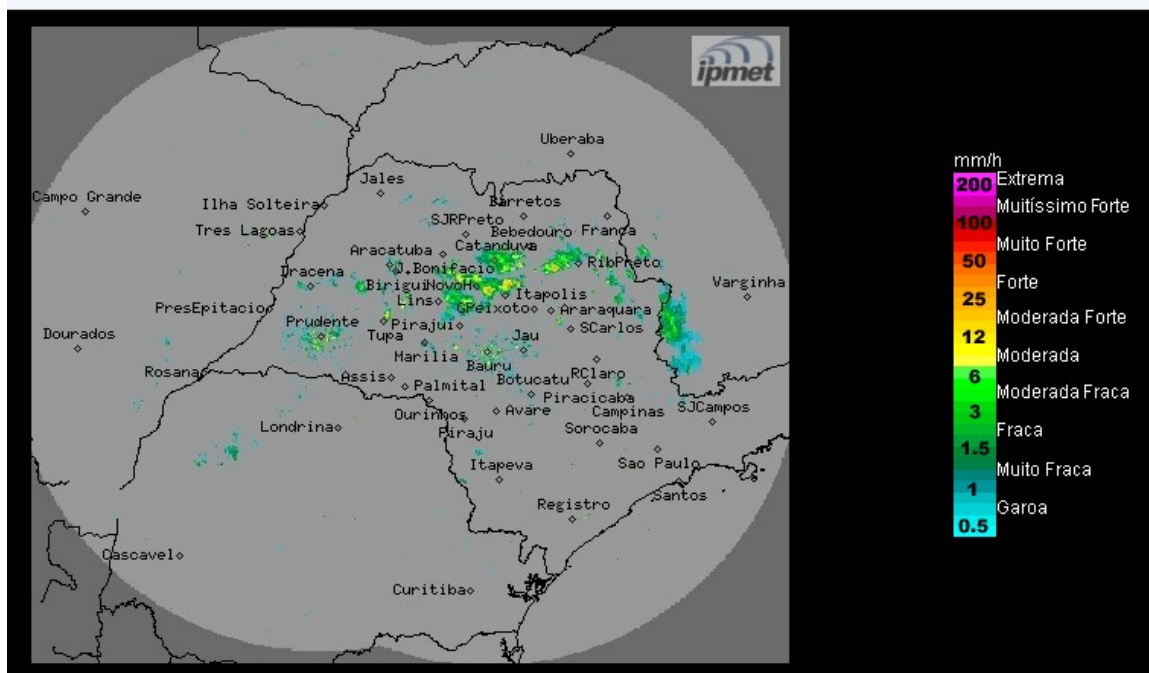 ipmet
Uberaba
Jales
Campo Grande
Ilha Solteira
Barretos
SJRPreto
Tres Lagoas
Bebedouro
Franca
Catanduva
Aracatuba
Dracena
J.Bonifacio
RibPreto
Birigui
NovoH
Varginha
Lins
Itapolis
PresEpitacio
GPeixoto
Araraquara
Prudente
Pirajui
SCarlos
Dourados
Tupa
Jau
Marilia
Bauru
Rosana
Assis
Palmital
Botucatu
RClaro
Piracicaba
Ourinhos
Avare
Campinas
SJCampos
Londrina
Piraju
Sorocaba
Itapeva
Sao Paulo
Santos
Registro
Cascavel
Curitiba
mm/h
200 Extrema
Muitíssimo Forte
100
Muito Forte
50
Forte
25
Moderada Forte
12
Moderada
6
Moderada Fraca
3
Fraca
1.5
Muito Fraca
1
Garoa
0.5